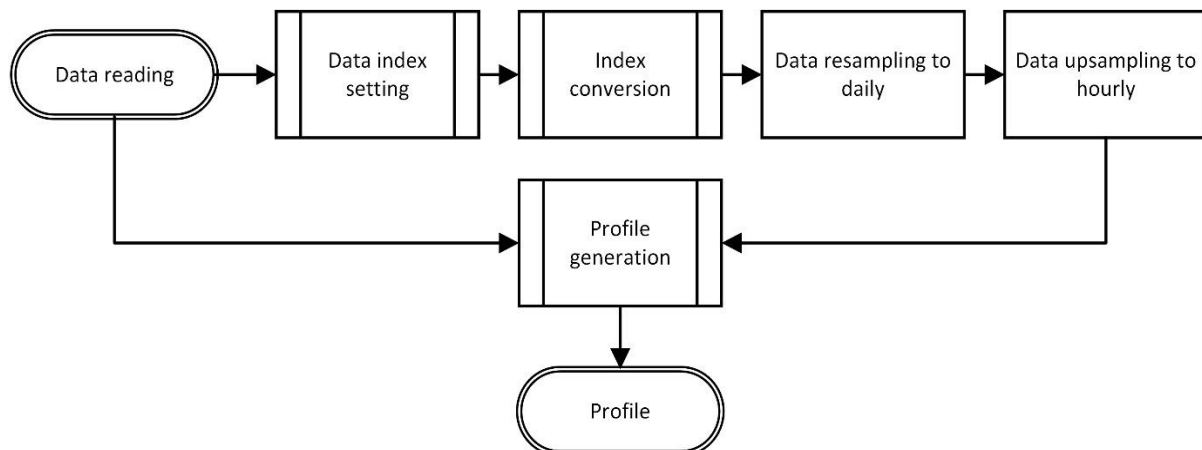 Data reading
Data index
setting
Index
conversion
Data resampling to
daily
Data upsampling to
hourly
Profile
generation
Profile